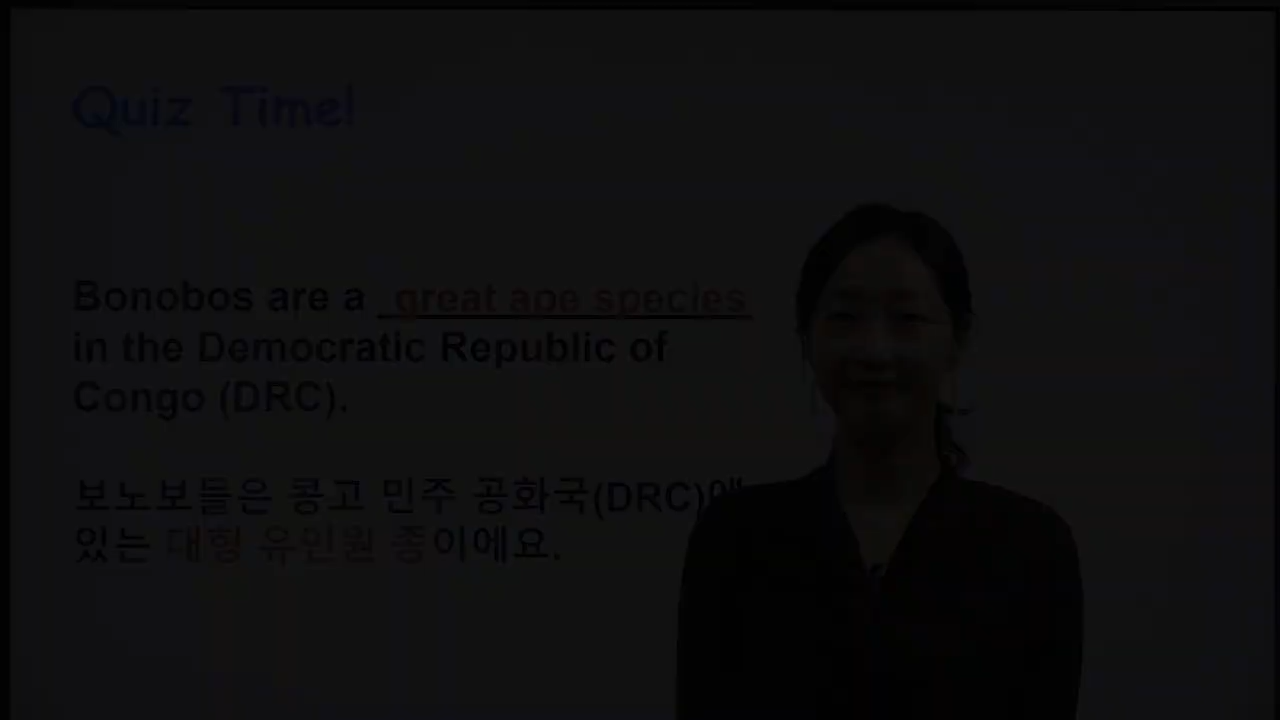 Quiz Time!
Bonobos are a great ape species
in the Democratic Republic of
Congo (DRC).
보노보들은 콩고 민주 공화국(DRC)에
있는 대형 유인원 종이에요.